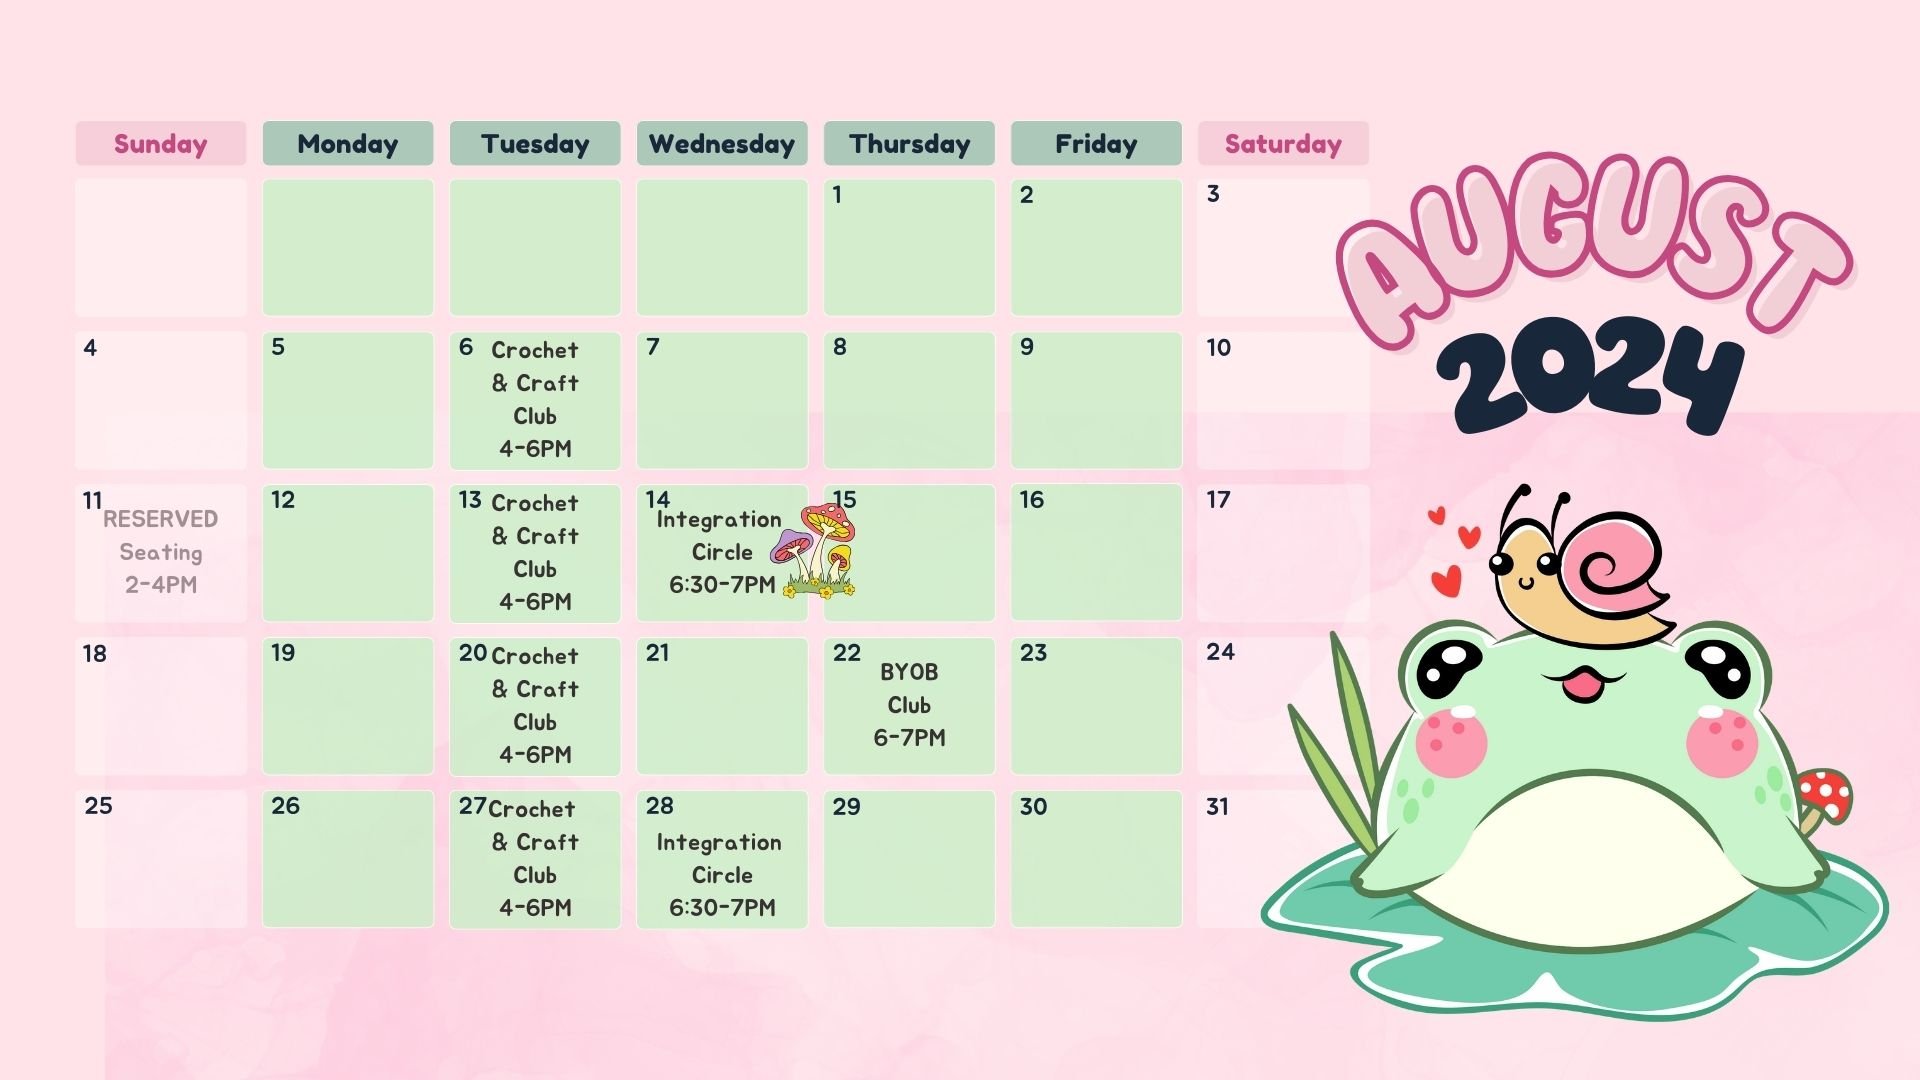 Sunday Monday Tuesday Wednesday Thursday Friday Saturday
AUGUST
2024
1 2 3
4 5 6 Crochet
& Craft
Club
4-6PM
7 8 9 10
11 RESERVED
Seating
2-4PM
12
13 Crochet
& Craft
Club
4-6PM
14
Integration
Circle
6:30-7PM
15 16 17
18 19
20 Crochet
& Craft
Club
4-6PM
21
22 BYOB
Club
6-7PM
23 24
25 26
27 Crochet
& Craft
Club
4-6PM
28
Integration
Circle
6:30-7PM
29 30 31